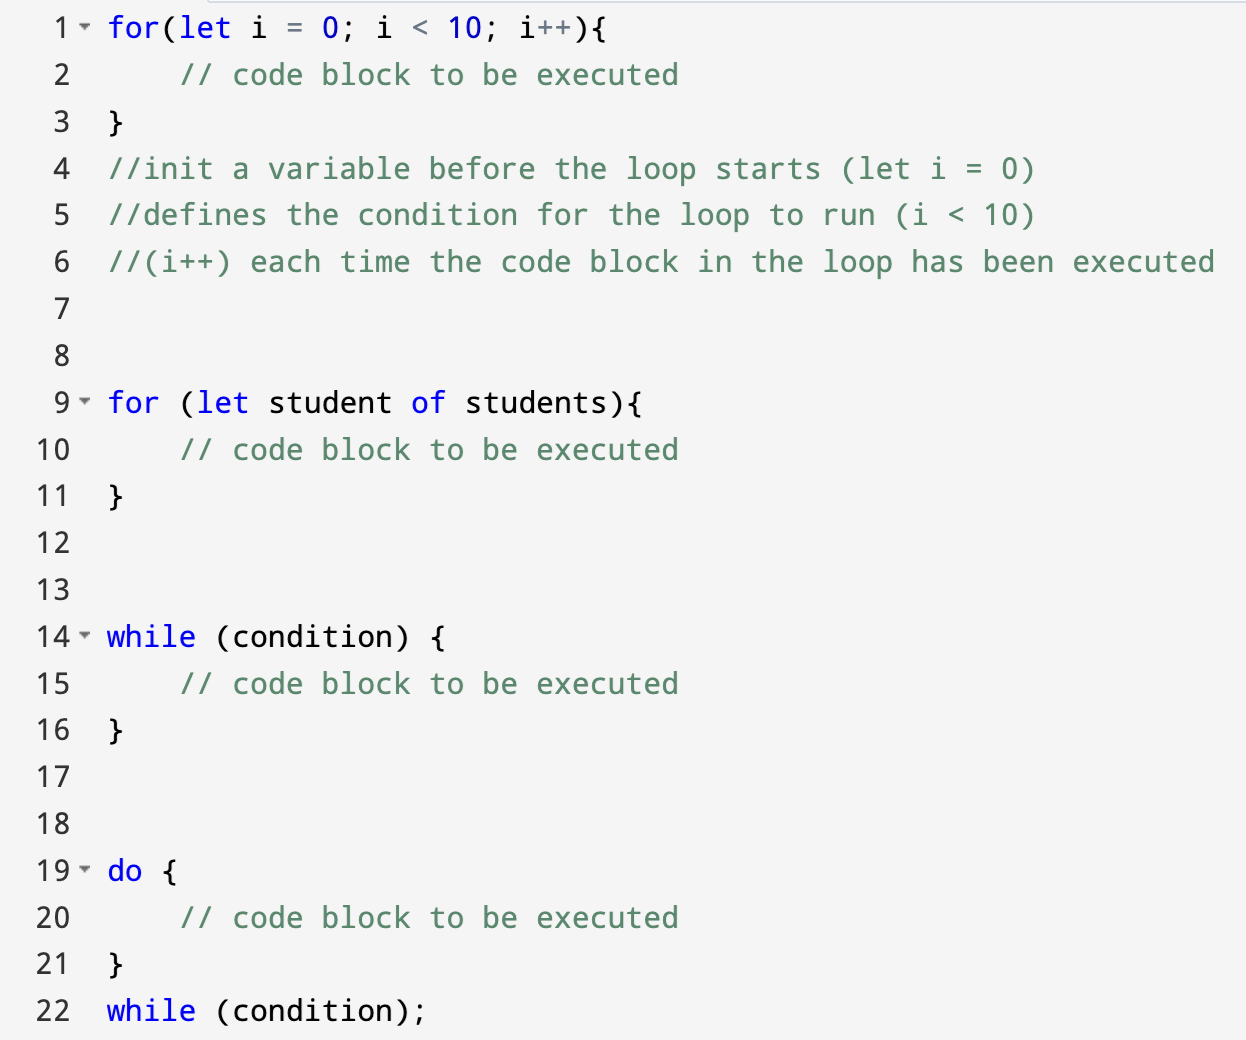 1 for(let i = 0; i < 10; i++){
2     // code block to be executed
3 }
4 //init a variable before the loop starts (let i = 0)
5 //defines the condition for the loop to run (i < 10)
6 //(i++) each time the code block in the loop has been executed
7
8
9 for (let student of students){
10     // code block to be executed
11 }
12
13
14 while (condition) {
15     // code block to be executed
16 }
17
18
19 do {
20     // code block to be executed
21 }
22 while (condition);